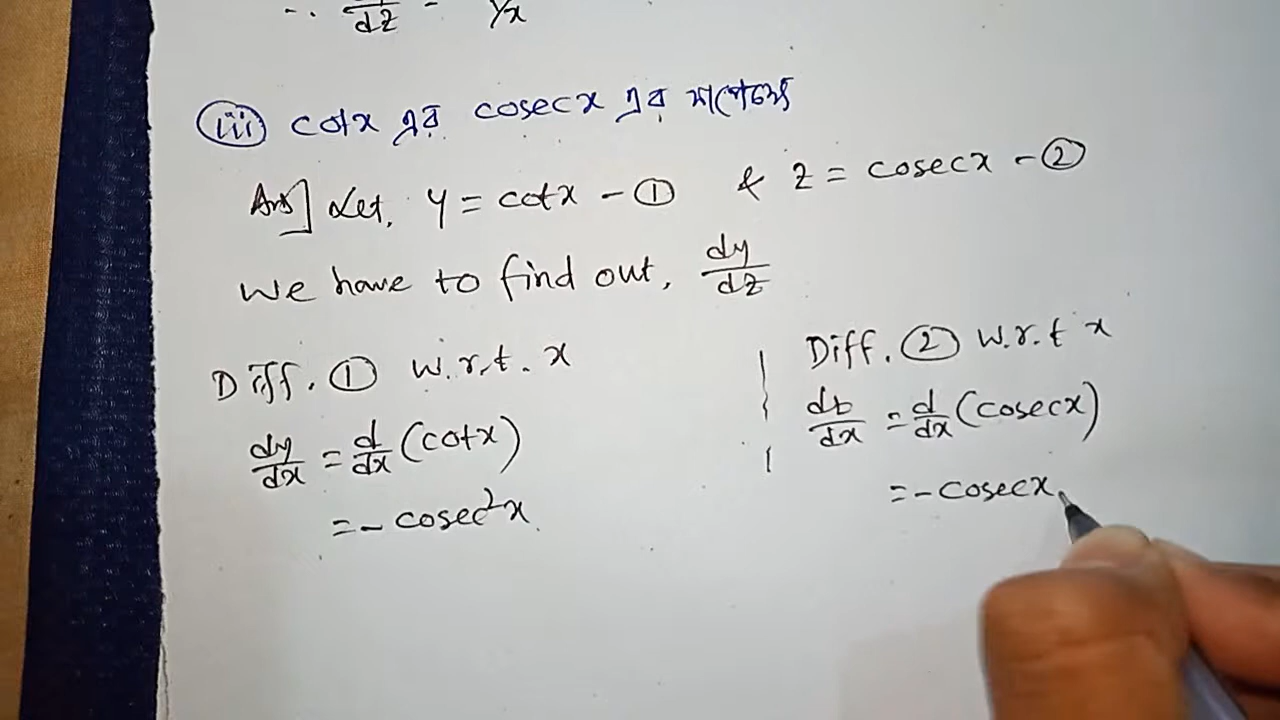 ∴ d/dz = 1/x
(iii) cotx এর cosecx এর সাপেক্ষে
Ans] Let, y = cotx - ① & z = cosecx - ②
We have to find out, dy/dz
Diff. ① w.r.t. x
dy/dx = d/dx (cotx)
= - cosec²x
Diff. ② w.r.t x
dz/dx = d/dx (cosecx)
= - cosecx